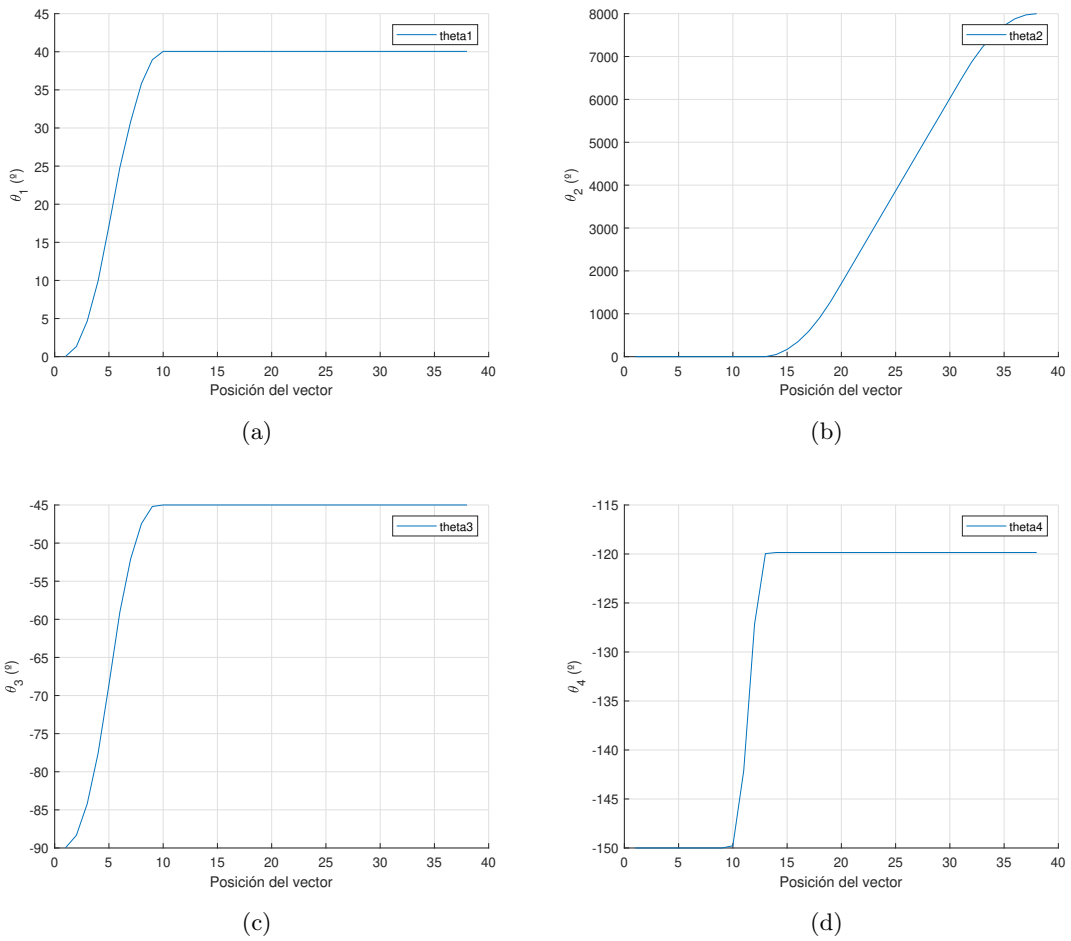 45
40
35
30
25
20
15
10
5
0
θ1 (º)
theta1
0 5 10 15 20 25 30 35 40
Posición del vector
(a)
8000
7000
6000
5000
4000
3000
2000
1000
0
θ2 (º)
theta2
0 5 10 15 20 25 30 35 40
Posición del vector
(b)
-45
-50
-55
-60
-65
-70
-75
-80
-85
-90
θ3 (º)
theta3
0 5 10 15 20 25 30 35 40
Posición del vector
(c)
-115
-120
-125
-130
-135
-140
-145
-150
θ4 (º)
theta4
0 5 10 15 20 25 30 35 40
Posición del vector
(d)